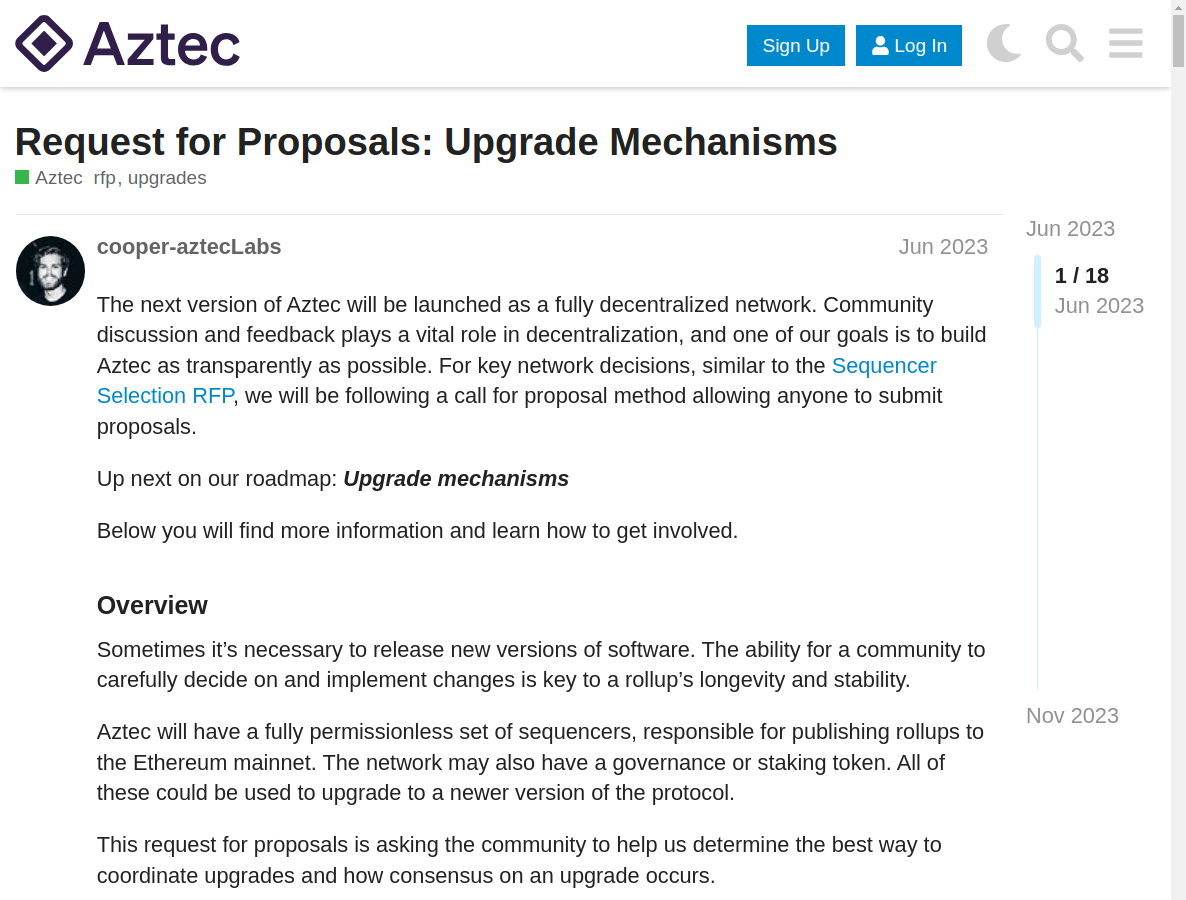 Aztec
Sign Up
Log In
Request for Proposals: Upgrade Mechanisms
Aztec rfp, upgrades
cooper-aztecLabs
Jun 2023
The next version of Aztec will be launched as a fully decentralized network. Community
discussion and feedback plays a vital role in decentralization, and one of our goals is to build
Aztec as transparently as possible. For key network decisions, similar to the Sequencer
Selection RFP, we will be following a call for proposal method allowing anyone to submit
proposals.
Up next on our roadmap: Upgrade mechanisms
Below you will find more information and learn how to get involved.
Overview
Sometimes it’s necessary to release new versions of software. The ability for a community to
carefully decide on and implement changes is key to a rollup’s longevity and stability.
Aztec will have a fully permissionless set of sequencers, responsible for publishing rollups to
the Ethereum mainnet. The network may also have a governance or staking token. All of
these could be used to upgrade to a newer version of the protocol.
This request for proposals is asking the community to help us determine the best way to
coordinate upgrades and how consensus on an upgrade occurs.
Jun 2023
1 / 18
Jun 2023
Nov 2023